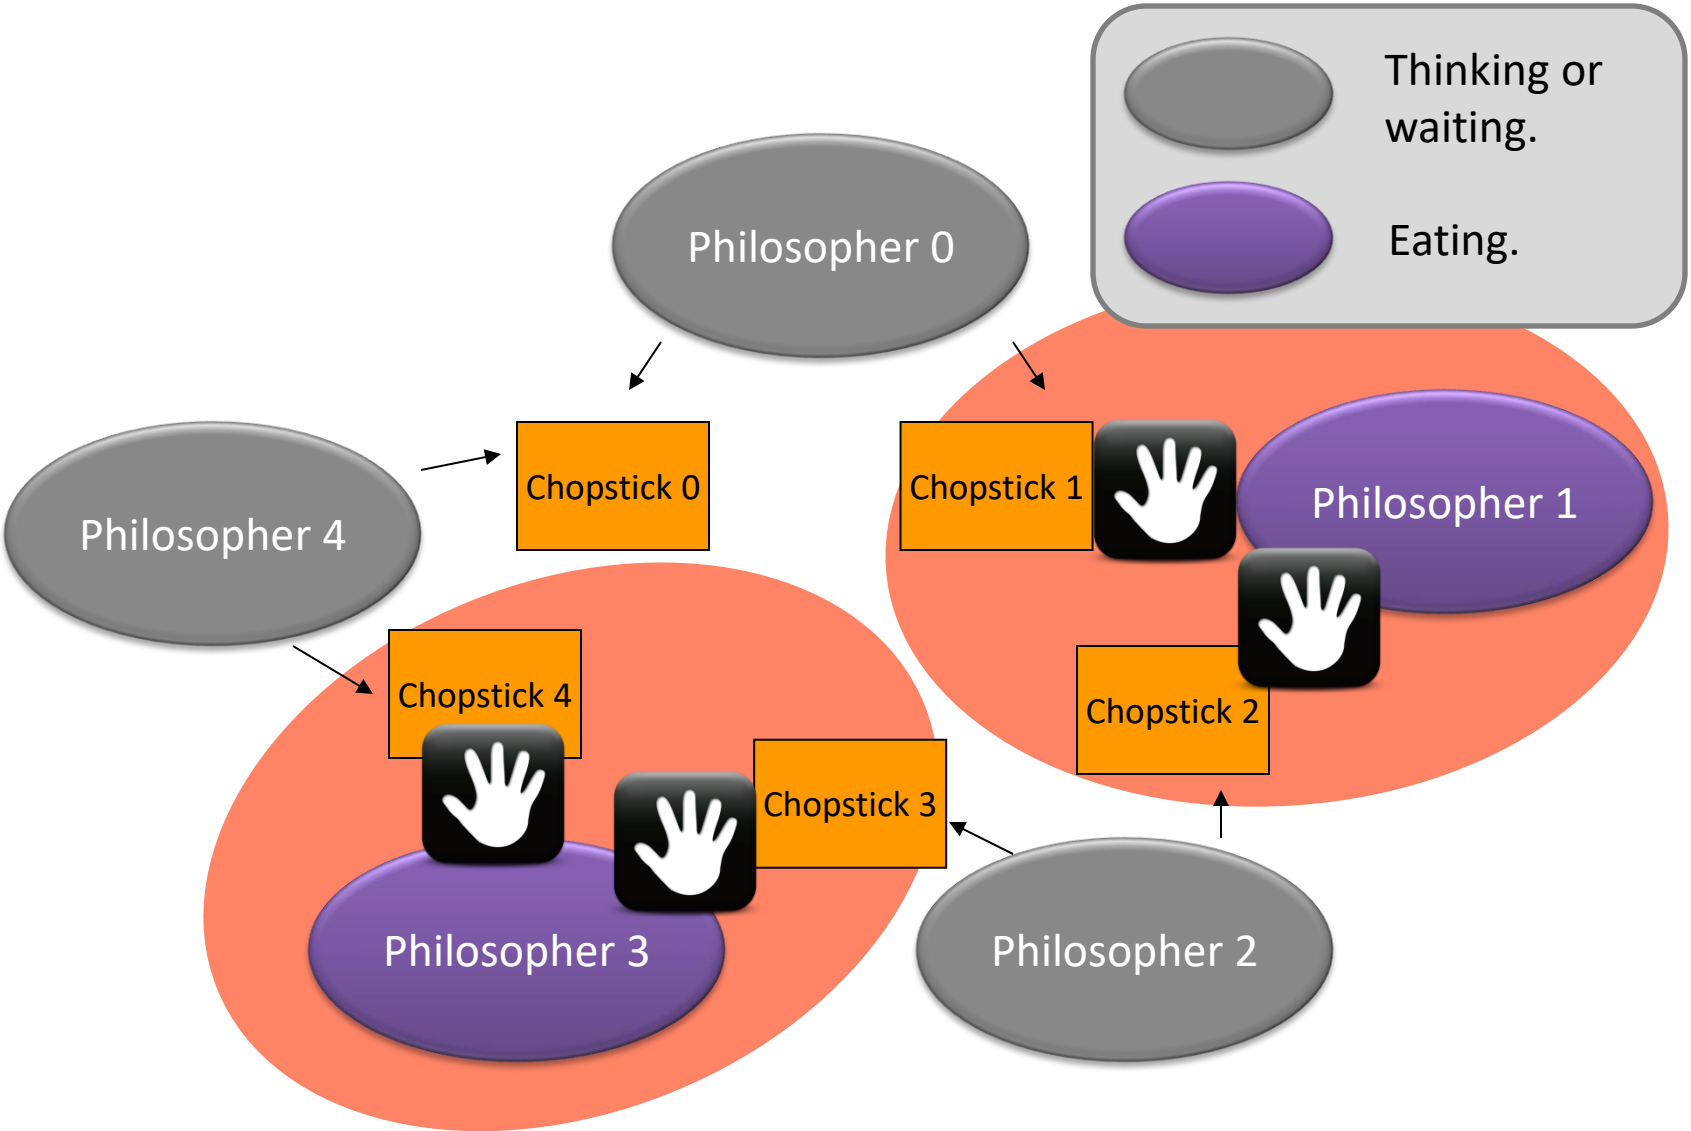 Thinking or
waiting.
Eating.
Philosopher 0
Philosopher 4
Chopstick 0
Chopstick 1
Philosopher 1
Chopstick 4
Chopstick 2
Chopstick 3
Philosopher 3
Philosopher 2